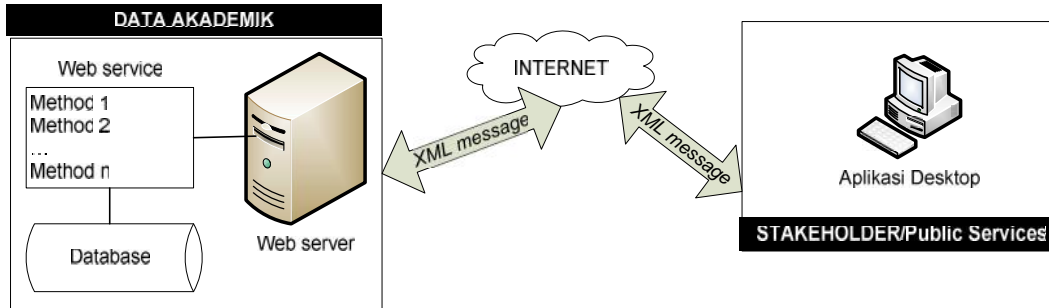 DATA AKADEMIK
Web service
Method 1
Method 2
...
Method n
Database
Web server
XML message
INTERNET
XML message
Aplikasi Desktop
STAKEHOLDER/Public Services